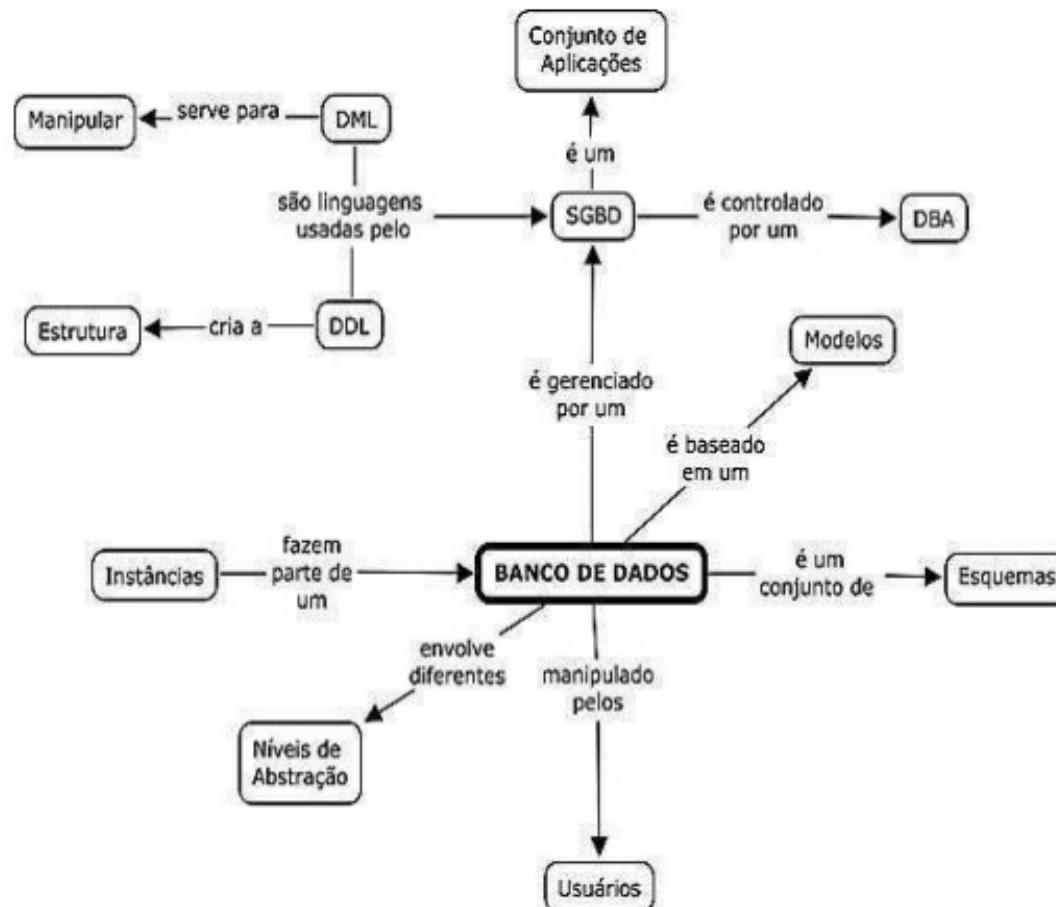 Conjunto de
Aplicações
Manipular
serve para
DML
é um
são linguagens
usadas pelo
SGBD
é controlado
por um
DBA
Estrutura
cria a
DDL
Modelos
é gerenciado
por um
é baseado
em um
Instâncias
fazem
parte de
um
BANCO DE DADOS
é um
conjunto de
Esquemas
envolve
diferentes
manipulado
pelos
Níveis de
Abstração
Usuários